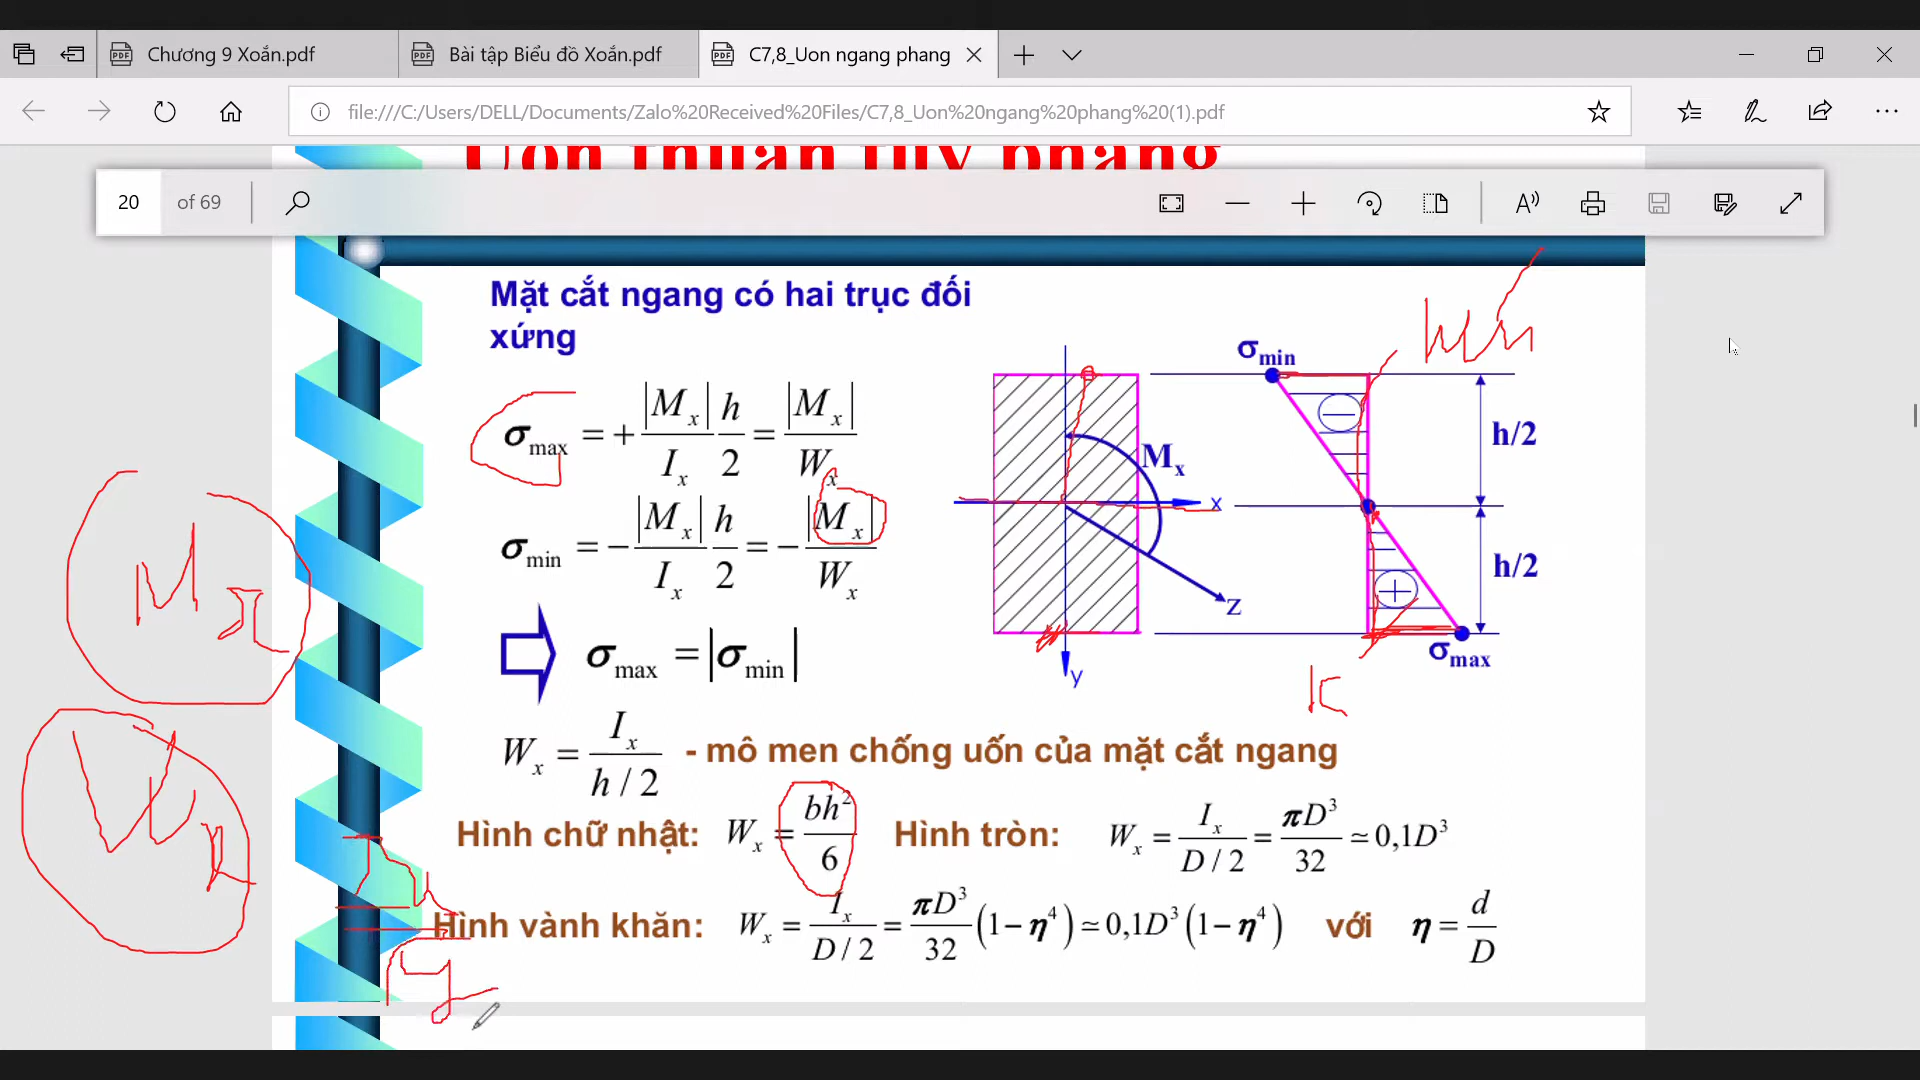 Chương 9 Xoắn.pdf
Bài tập Biểu đồ Xoắn.pdf
C7,8_Uon ngang phang
file:///C:/Users/DELL/Documents/Zalo%20Received%20Files/C7,8_Uon%20ngang%20phang%20(1).pdf
Uốn thuần túy phẳng
20 of 69
Mặt cắt ngang có hai trục đối
xứng
σmax = + |Mx|/Ix h/2 = |Mx|/Wx
σmin = − |Mx|/Ix h/2 = − |Mx|/Wx
σmax = |σmin|
Wx = Ix/(h / 2) - mô men chống uốn của mặt cắt ngang
Hình chữ nhật: Wx = bh²/6 Hình tròn: Wx = Ix/(D / 2) = πD³/32 ≃ 0,1D³
Hình vành khăn: Wx = Ix/(D / 2) = πD³/32 (1− η⁴) ≃ 0,1D³ (1− η⁴) với η = d/D
Mx
x
z
y
σmin
−
h/2
h/2
+
σmax
Mx
Wx
K